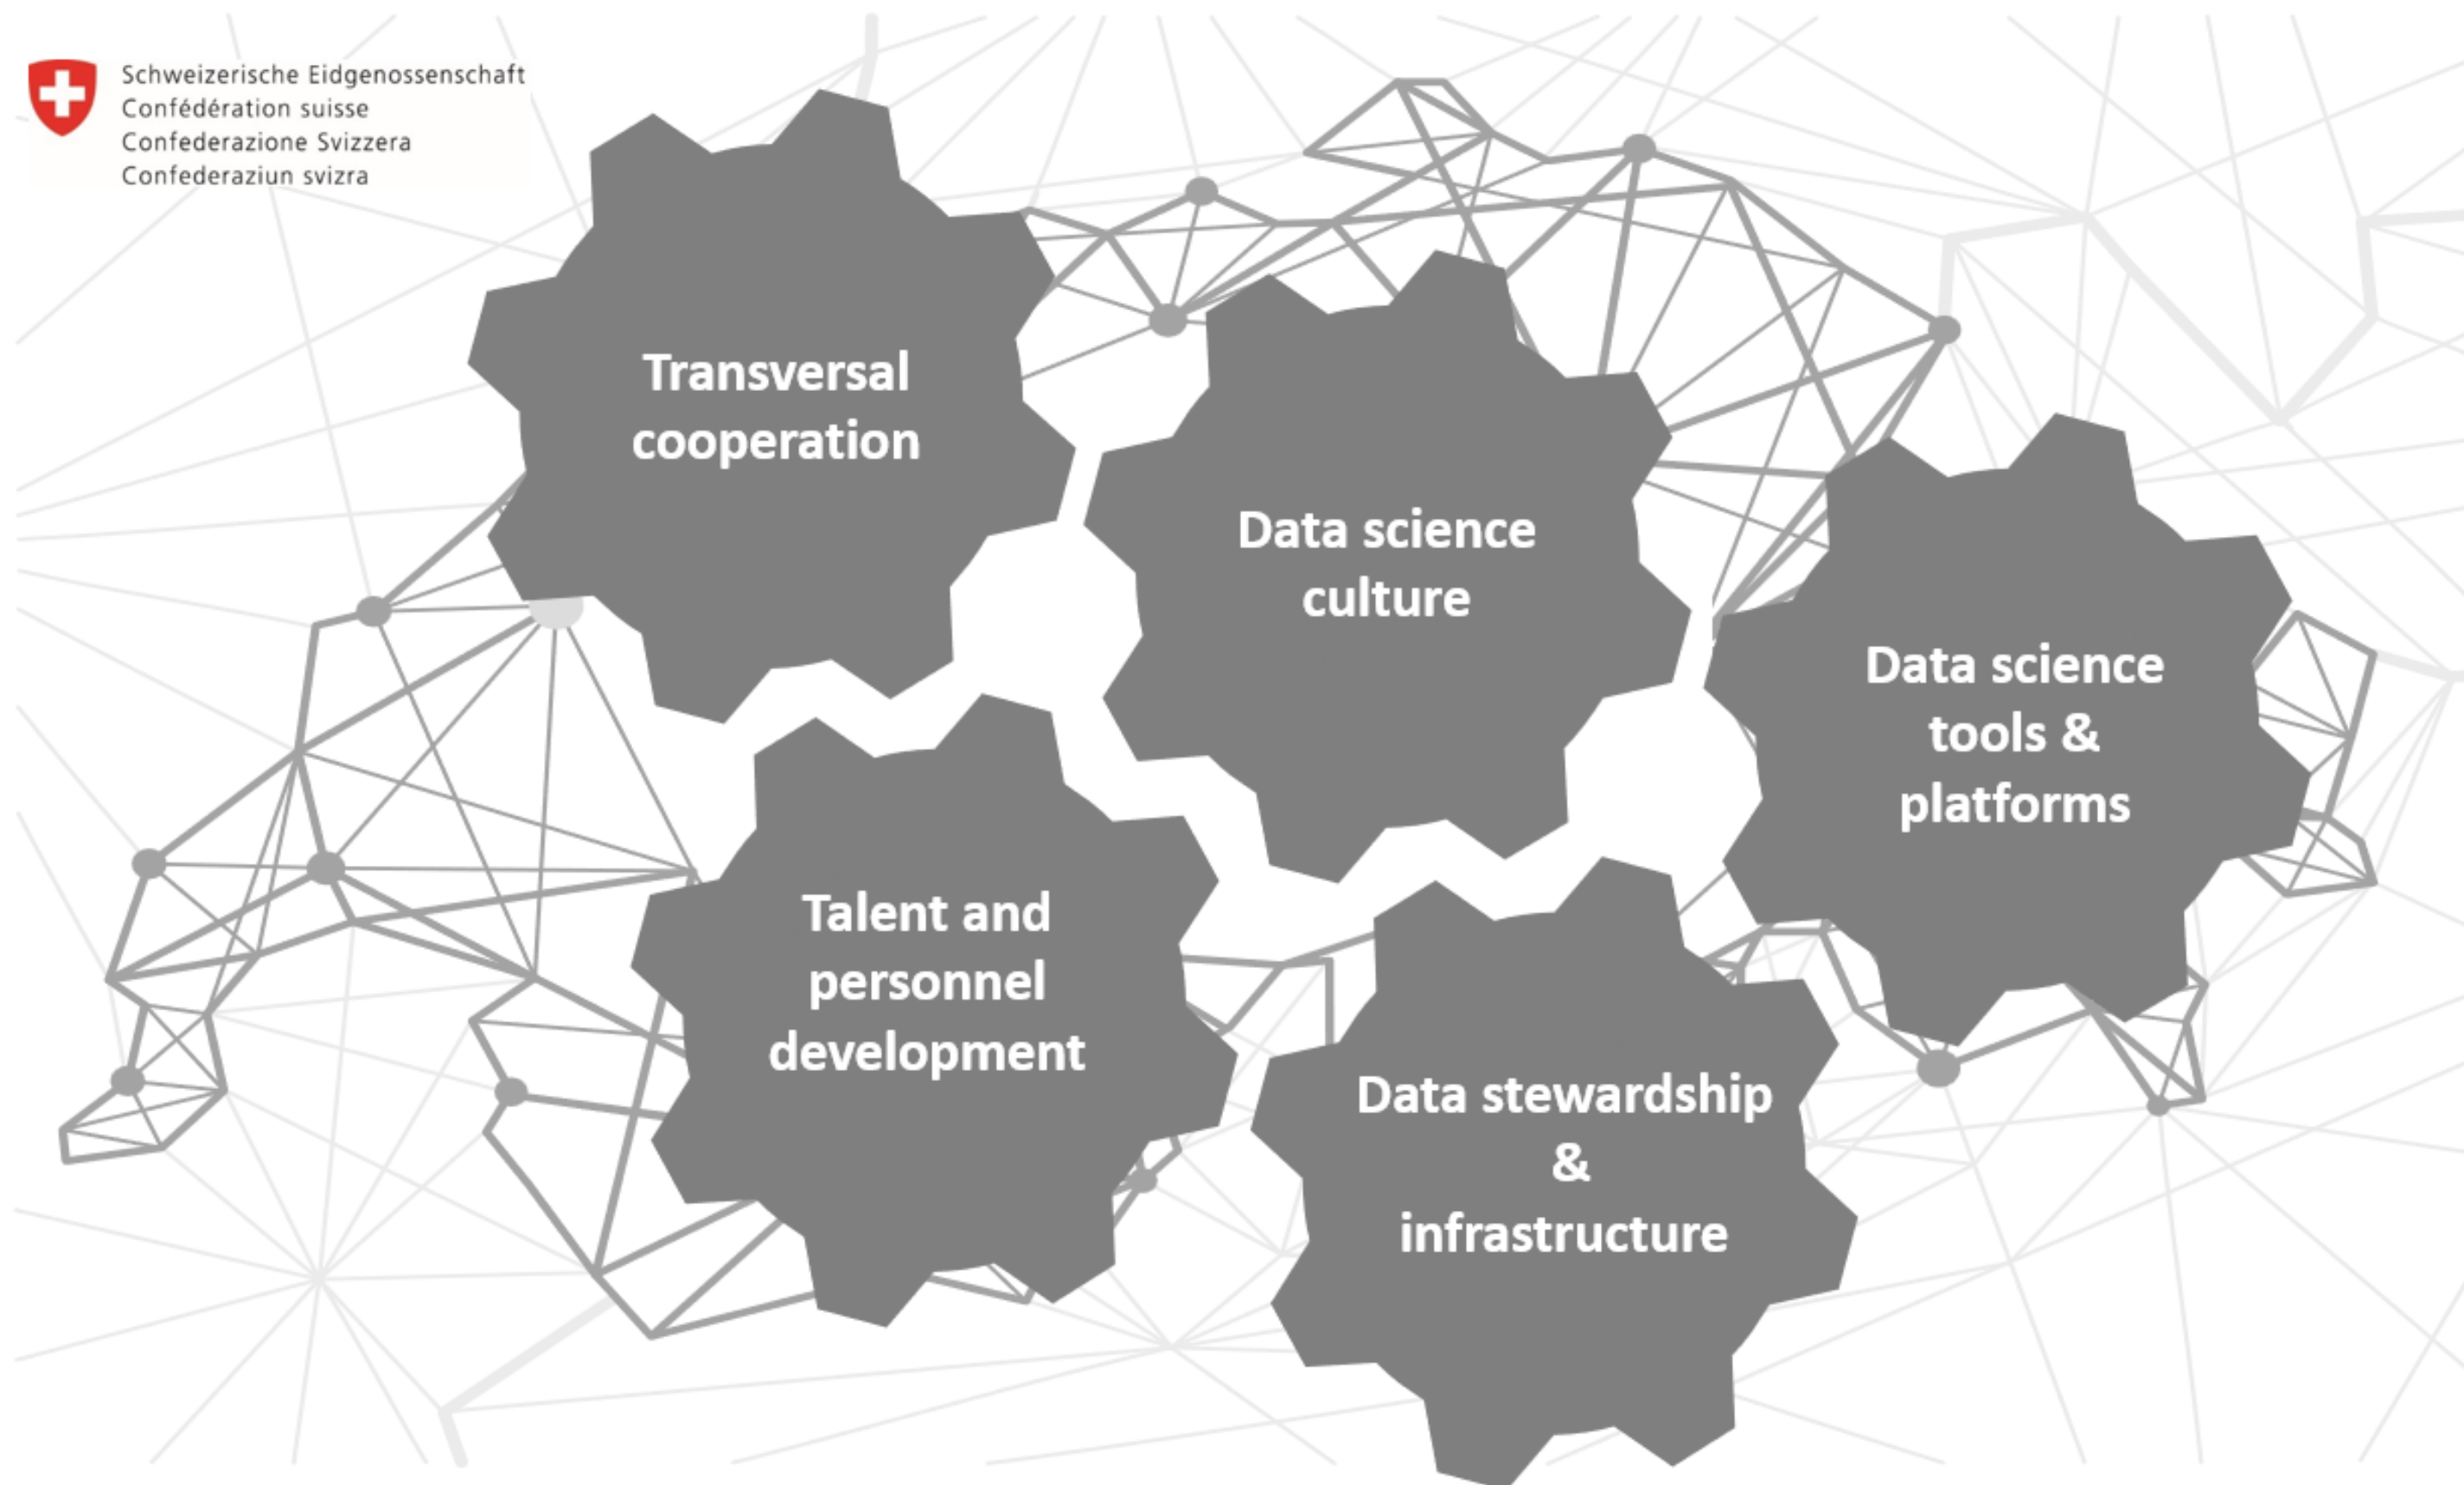 Schweizerische Eidgenossenschaft
Confédération suisse
Confederazione Svizzera
Confederaziun svizra
Transversal
cooperation
Data science
culture
Data science
tools &
platforms
Talent and
personnel
development
Data stewardship
&
infrastructure